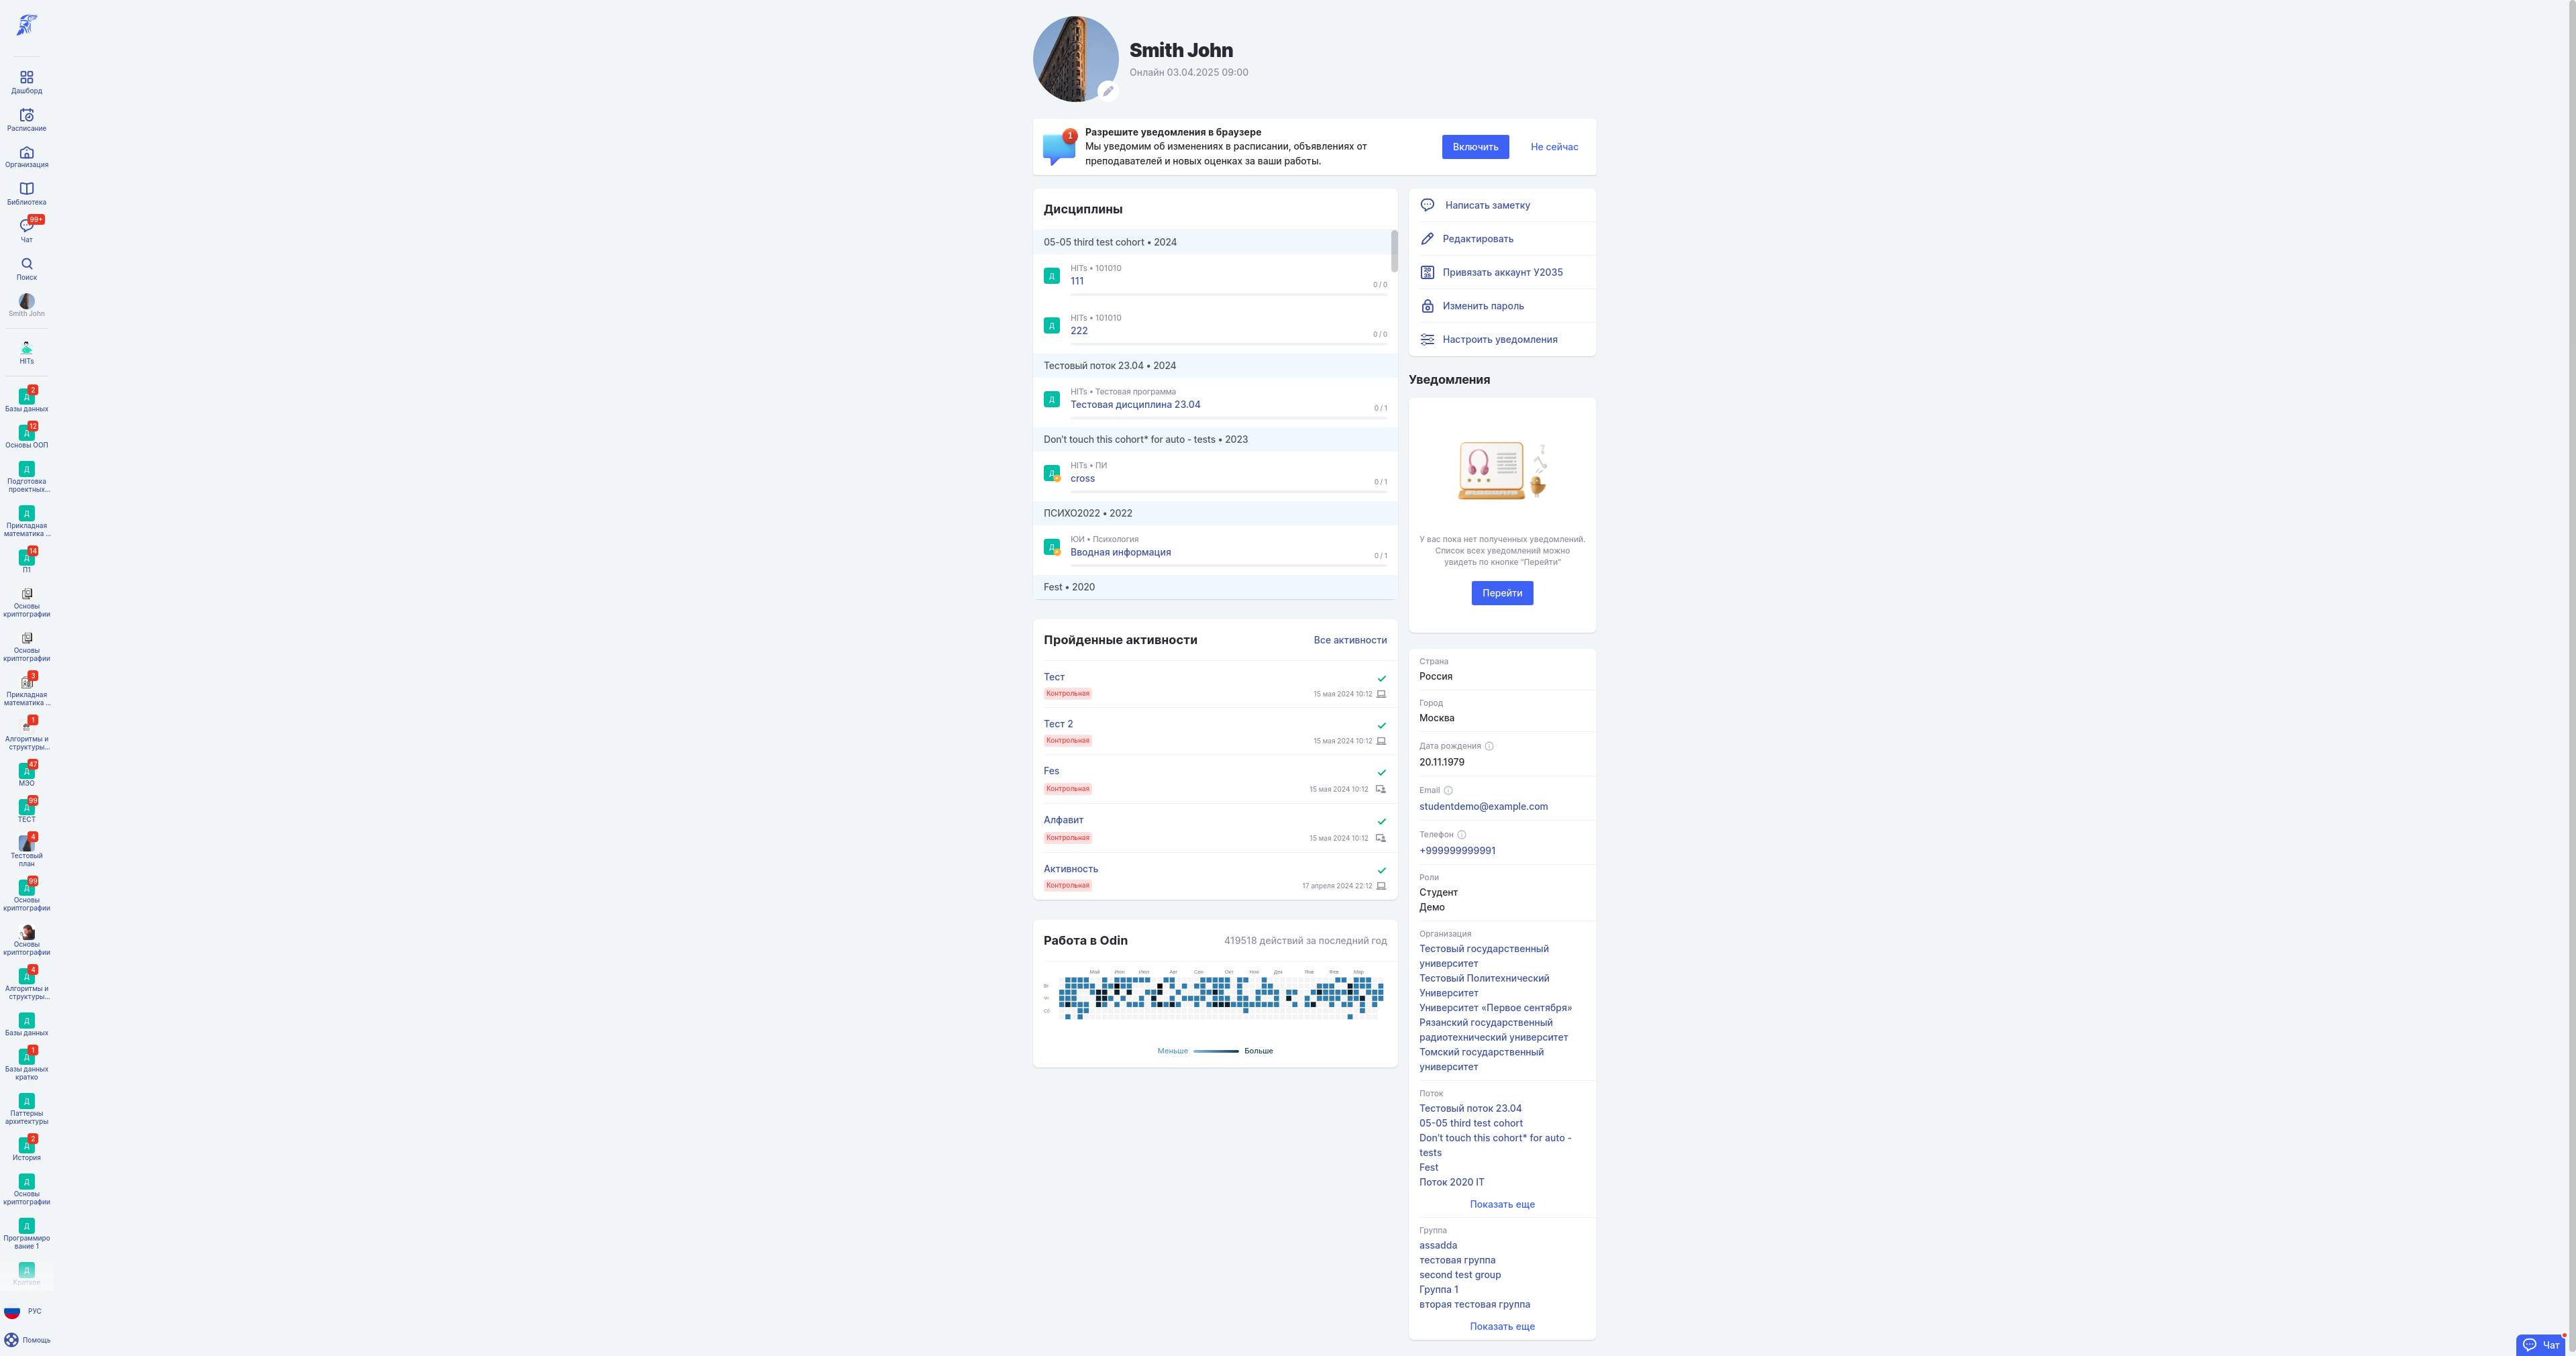 Дашборд
Расписание
Организация
Библиотека
99+
Чат
Поиск
Smith John
HITs
2
Д
Базы данных
12
Д
Основы ООП
Д
Подготовка
проектных...
Д
Прикладная
математика ...
14
Д
П1
Основы
криптографии
Основы
криптографии
3
Прикладная
математика ...
1
Алгоритмы и
структуры...
47
Д
МЭО
99
Д
ТЕСТ
4
Тестовый
план
99
Д
Основы
криптографии
Основы
криптографии
4
Д
Алгоритмы и
структуры...
Д
Базы данных
1
Д
Базы данных
кратко
Д
Паттерны
архитектуры
2
Д
История
Д
Основы
криптографии
Д
Программиро
вание 1
Д
Краткое
РУС
Помощь
Smith John
Онлайн 03.04.2025 09:00
1
Разрешите уведомления в браузере
Мы уведомим об изменениях в расписании, объявлениях от
преподавателей и новых оценках за ваши работы.
Включить
Не сейчас
Дисциплины
05-05 third test cohort • 2024
Д
HITs • 101010
111
0 / 0
Д
HITs • 101010
222
0 / 0
Тестовый поток 23.04 • 2024
Д
HITs • Тестовая программа
Тестовая дисциплина 23.04
0 / 1
Don't touch this cohort* for auto - tests • 2023
Д
HITs • ПИ
cross
0 / 1
ПСИХО2022 • 2022
Д
ЮИ • Психология
Вводная информация
0 / 1
Fest • 2020
Пройденные активности
Все активности
Тест
Контрольная
15 мая 2024 10:12
Тест 2
Контрольная
15 мая 2024 10:12
Fes
Контрольная
15 мая 2024 10:12
Алфавит
Контрольная
15 мая 2024 10:12
Активность
Контрольная
17 апреля 2024 22:12
Работа в Odin
419518 действий за последний год
Май Июн Июл Авг Сен Окт Ноя Дек Янв Фев Мар
Вт
Чт
Сб
Меньше
Больше
Написать заметку
Редактировать
Привязать аккаунт У2035
Изменить пароль
Настроить уведомления
Уведомления
У вас пока нет полученных уведомлений.
Список всех уведомлений можно
увидеть по кнопке "Перейти"
Перейти
Страна
Россия
Город
Москва
Дата рождения
20.11.1979
Email
studentdemo@example.com
Телефон
+999999999991
Роли
Студент
Демо
Организация
Тестовый государственный
университет
Тестовый Политехнический
Университет
Университет «Первое сентября»
Рязанский государственный
радиотехнический университет
Томский государственный
университет
Поток
Тестовый поток 23.04
05-05 third test cohort
Don't touch this cohort* for auto -
tests
Fest
Поток 2020 IT
Показать еще
Группа
assadda
тестовая группа
second test group
Группа 1
вторая тестовая группа
Показать еще
Чат